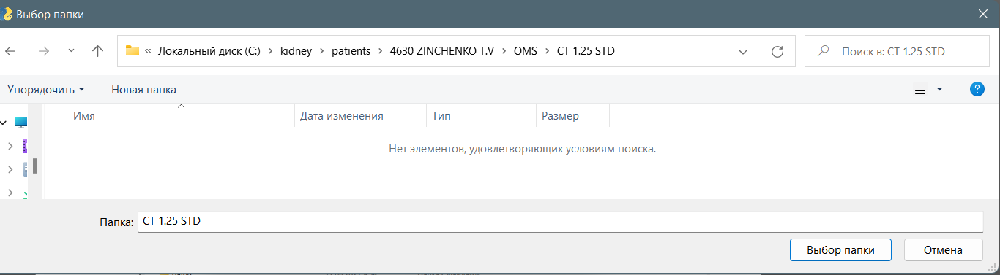 Выбор папки
« Локальный диск (C:) › kidney › patients › 4630 ZINCHENKO T.V › OMS › CT 1.25 STD
Поиск в: CT 1.25 STD
Упорядочить Новая папка
Имя Дата изменения Тип Размер
Нет элементов, удовлетворяющих условиям поиска.
Папка: CT 1.25 STD
Выбор папки Отмена